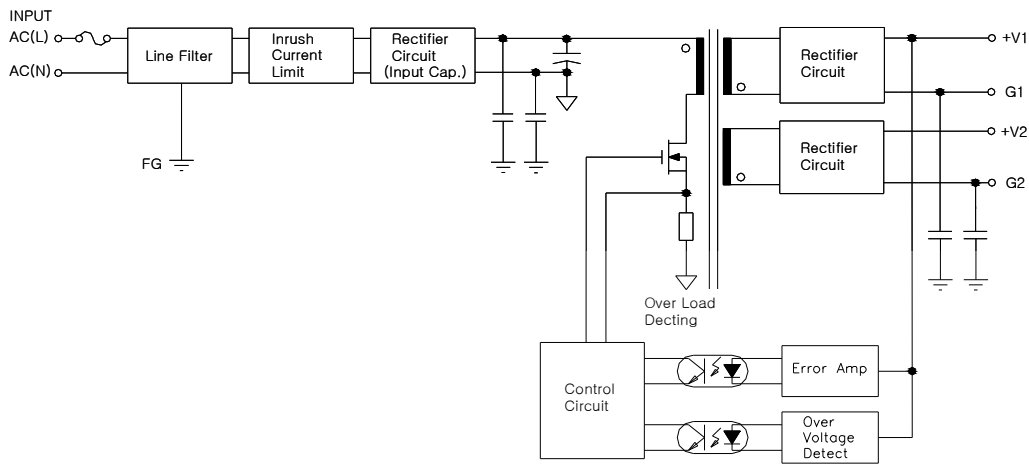 INPUT
AC(L)
AC(N)
Line Filter
FG
Inrush
Current
Limit
Rectifier
Circuit
(Input Cap.)
Rectifier
Circuit
+V1
G1
Rectifier
Circuit
+V2
G2
Over Load
Decting
Control
Circuit
Error Amp
Over
Voltage
Detect